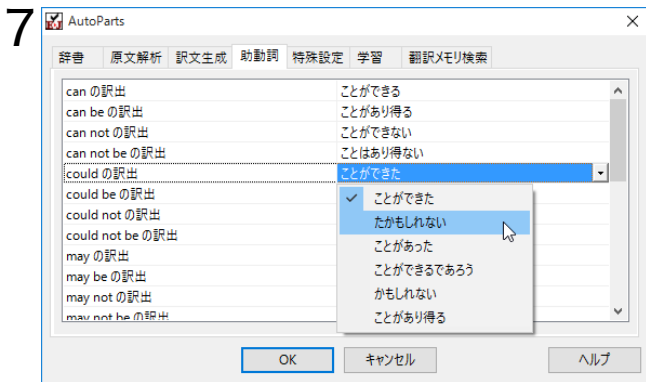 7
AutoParts
辞書 原文解析 訳文生成 助動詞 特殊設定 学習 翻訳メモリ検索
can の訳出 ことができる
can be の訳出 ことがあり得る
can not の訳出 ことができない
can not be の訳出 ことはあり得ない
could の訳出 ことができた
could be の訳出
ことができた
could not の訳出
たかもしれない
could not be の訳出
ことがあった
may の訳出
ことができるであろう
may be の訳出
かもしれない
may not の訳出
ことがあり得る
may not be の訳出
OK キャンセル ヘルプ